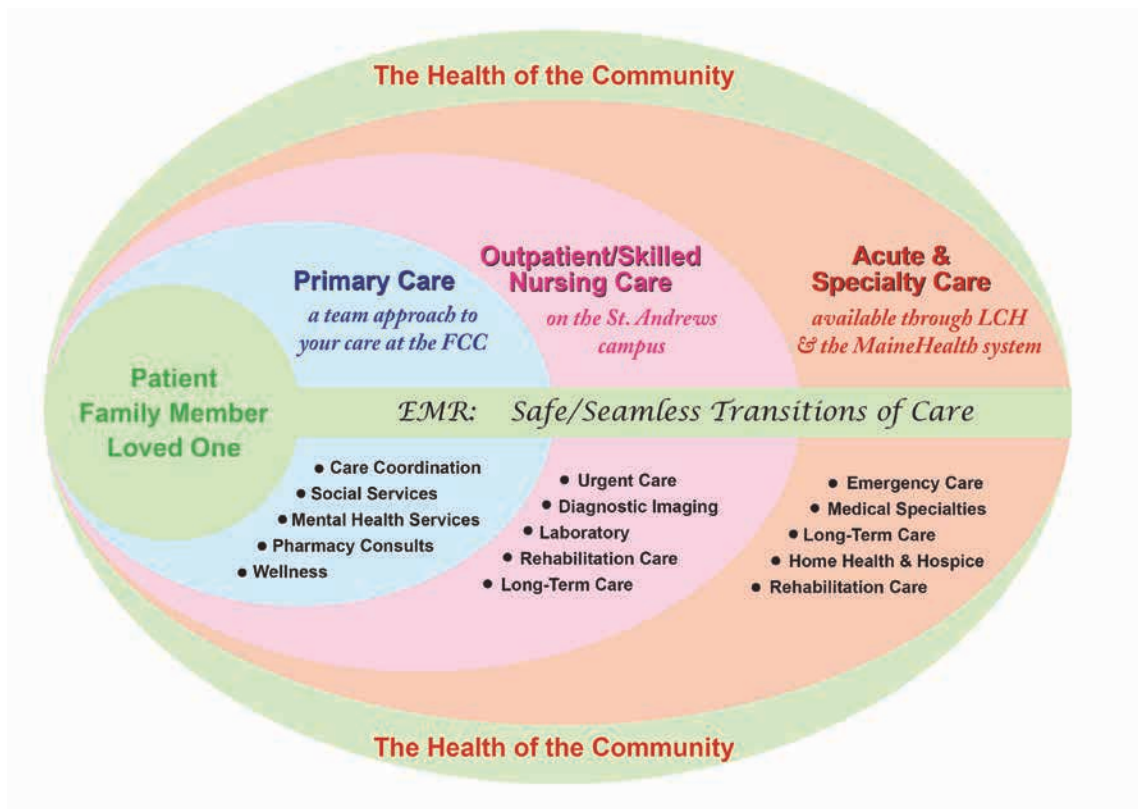 The Health of the Community
Primary Care
a team approach to
your care at the FCC
Outpatient/Skilled
Nursing Care
on the St. Andrews
campus
Acute &
Specialty Care
available through LCH
& the MaineHealth system
Patient
Family Member
Loved One
EMR: Safe/Seamless Transitions of Care
• Care Coordination
• Social Services
• Mental Health Services
• Pharmacy Consults
• Wellness
• Urgent Care
• Diagnostic Imaging
• Laboratory
• Rehabilitation Care
• Long-Term Care
• Emergency Care
• Medical Specialties
• Long-Term Care
• Home Health & Hospice
• Rehabilitation Care
The Health of the Community